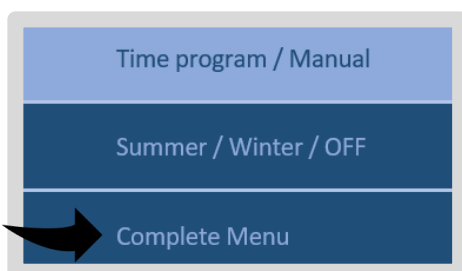 Time program / Manual
Summer / Winter / OFF
Complete Menu